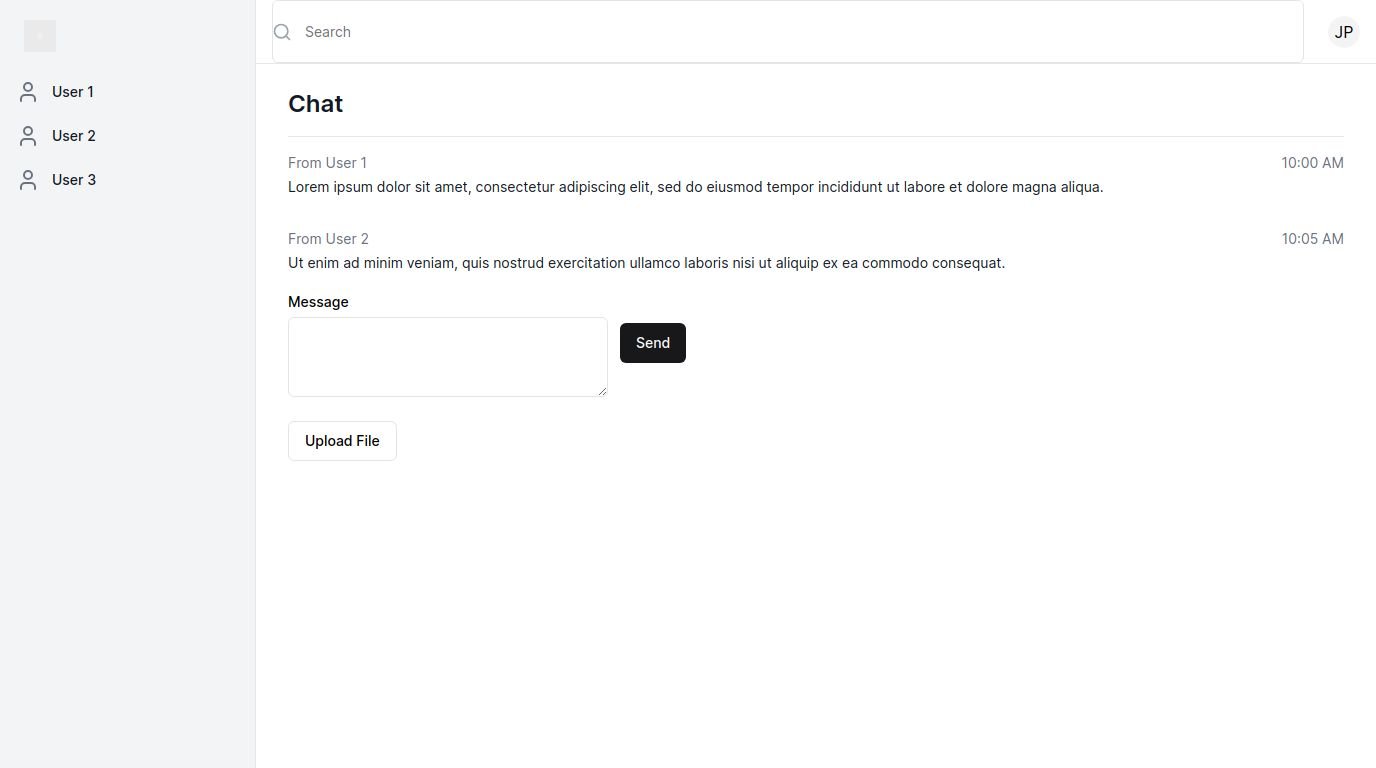 Search
JP
User 1
User 2
User 3
Chat
From User 1
10:00 AM
Lorem ipsum dolor sit amet, consectetur adipiscing elit, sed do eiusmod tempor incididunt ut labore et dolore magna aliqua.
From User 2
10:05 AM
Ut enim ad minim veniam, quis nostrud exercitation ullamco laboris nisi ut aliquip ex ea commodo consequat.
Message
Send
Upload File